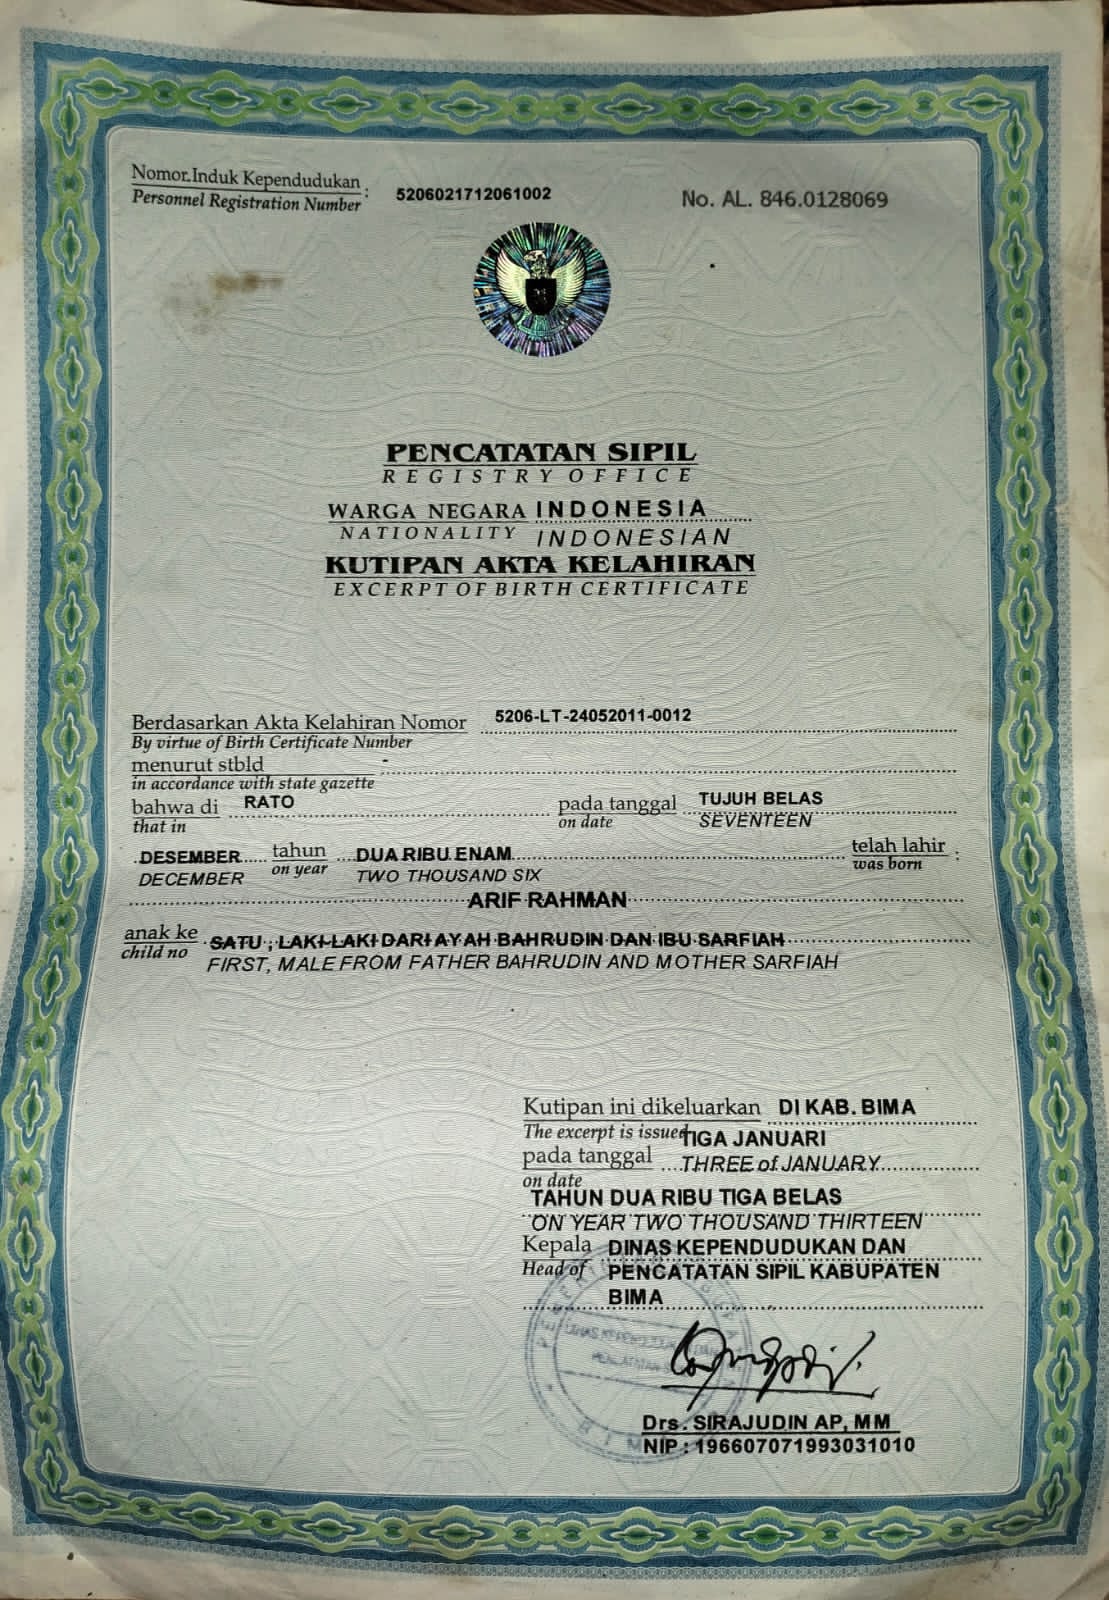 Nomor Induk Kependudukan : 5206021712061002
Personnel Registration Number
No. AL. 846.0128069
PENCATATAN SIPIL
REGISTRY OFFICE
WARGA NEGARA INDONESIA
NATIONALITY INDONESIAN
KUTIPAN AKTA KELAHIRAN
EXCERPT OF BIRTH CERTIFICATE
Berdasarkan Akta Kelahiran Nomor 5206-LT-24052011-0012
By virtue of Birth Certificate Number
menurut stbld -
in accordance with state gazette
bahwa di RATO pada tanggal TUJUH BELAS
that in on date SEVENTEEN
DESEMBER tahun DUA RIBU ENAM telah lahir :
DECEMBER on year TWO THOUSAND SIX was born
ARIF RAHMAN
anak ke SATU , LAKI-LAKI DARI AYAH BAHRUDIN DAN IBU SARFIAH
child no FIRST, MALE FROM FATHER BAHRUDIN AND MOTHER SARFIAH
Kutipan ini dikeluarkan DI KAB. BIMA
The excerpt is issued TIGA JANUARI
pada tanggal THREE of JANUARY
on date
TAHUN DUA RIBU TIGA BELAS
ON YEAR TWO THOUSAND THIRTEEN
Kepala DINAS KEPENDUDUKAN DAN
Head of PENCATATAN SIPIL KABUPATEN
BIMA
Drs. SIRAJUDIN AP, MM
NIP : 196607071993031010